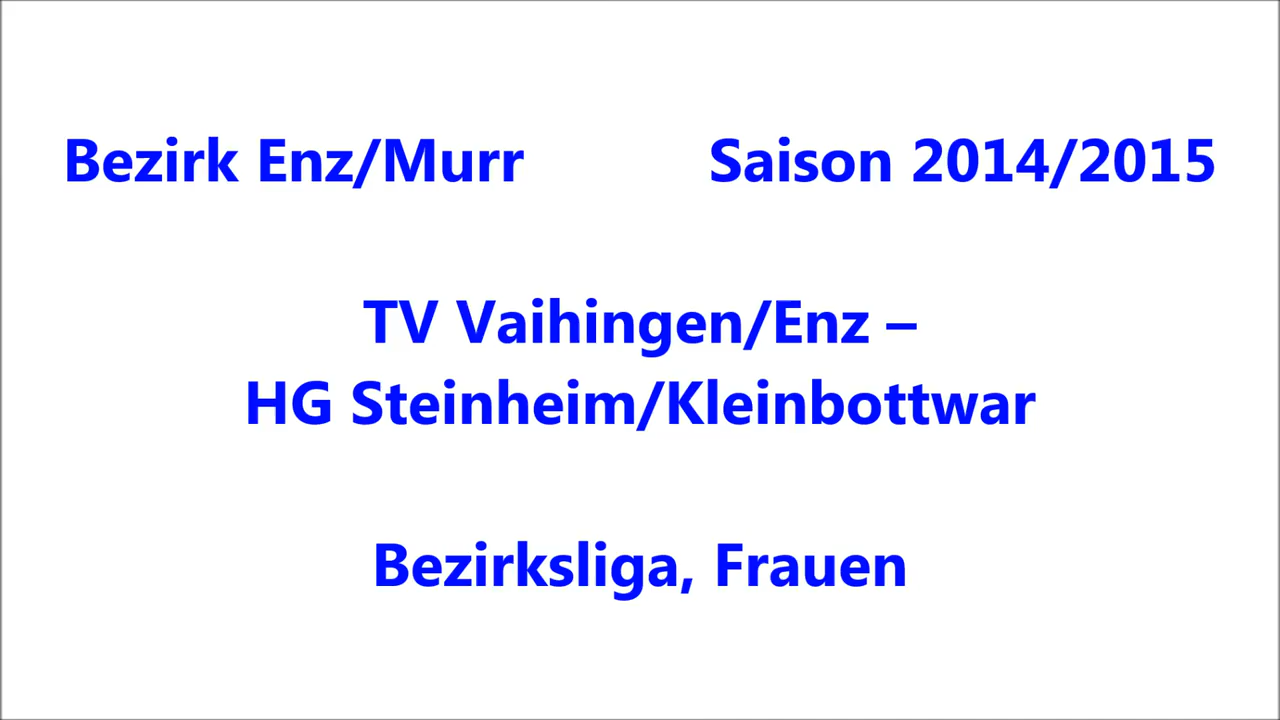 Bezirk Enz/Murr Saison 2014/2015
TV Vaihingen/Enz –
HG Steinheim/Kleinbottwar
Bezirksliga, Frauen